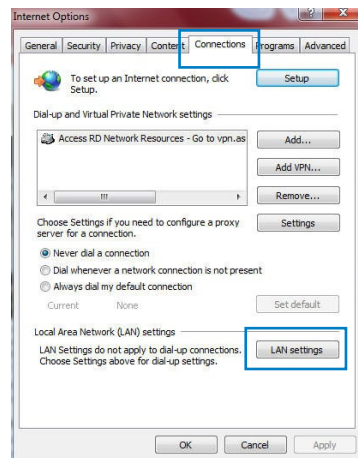 Internet Options
General Security Privacy Content Connections Programs Advanced
To set up an Internet connection, click
Setup.
Setup
Dial-up and Virtual Private Network settings
Access RD Network Resources - Go to vpn.as
Add...
Add VPN...
Remove...
Choose Settings if you need to configure a proxy
server for a connection.
Settings
Never dial a connection
Dial whenever a network connection is not present
Always dial my default connection
Current None
Set default
Local Area Network (LAN) settings
LAN Settings do not apply to dial-up connections.
Choose Settings above for dial-up settings.
LAN settings
OK Cancel Apply